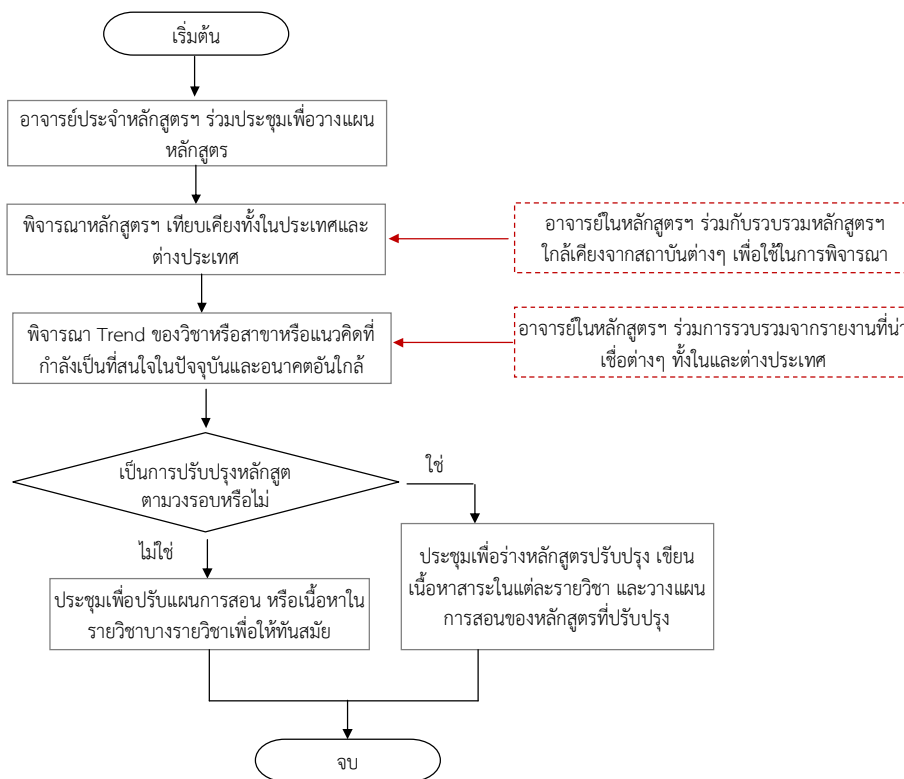 เริ่มต้น
อาจารย์ประจำหลักสูตรฯ ร่วมประชุมเพื่อวางแผน
หลักสูตร
พิจารณาหลักสูตรฯ เทียบเคียงทั้งในประเทศและ
ต่างประเทศ
อาจารย์ในหลักสูตรฯ ร่วมกับรวบรวมหลักสูตรฯ
ใกล้เคียงจากสถาบันต่างๆ เพื่อใช้ในการพิจารณา
พิจารณา Trend ของวิชาหรือสาขาหรือแนวคิดที่
กำลังเป็นที่สนใจในปัจจุบันและอนาคตอันใกล้
อาจารย์ในหลักสูตรฯ ร่วมการรวบรวมจากรายงานที่น่า
เชื่อต่างๆ ทั้งในและต่างประเทศ
เป็นการปรับปรุงหลักสูต
ตามวงรอบหรือไม่
ใช่
ไม่ใช่
ประชุมเพื่อร่างหลักสูตรปรับปรุง เขียน
เนื้อหาสาระในแต่ละรายวิชา และวางแผน
การสอนของหลักสูตรที่ปรับปรุง
ประชุมเพื่อปรับแผนการสอน หรือเนื้อหาใน
รายวิชาบางรายวิชาเพื่อให้ทันสมัย
จบ